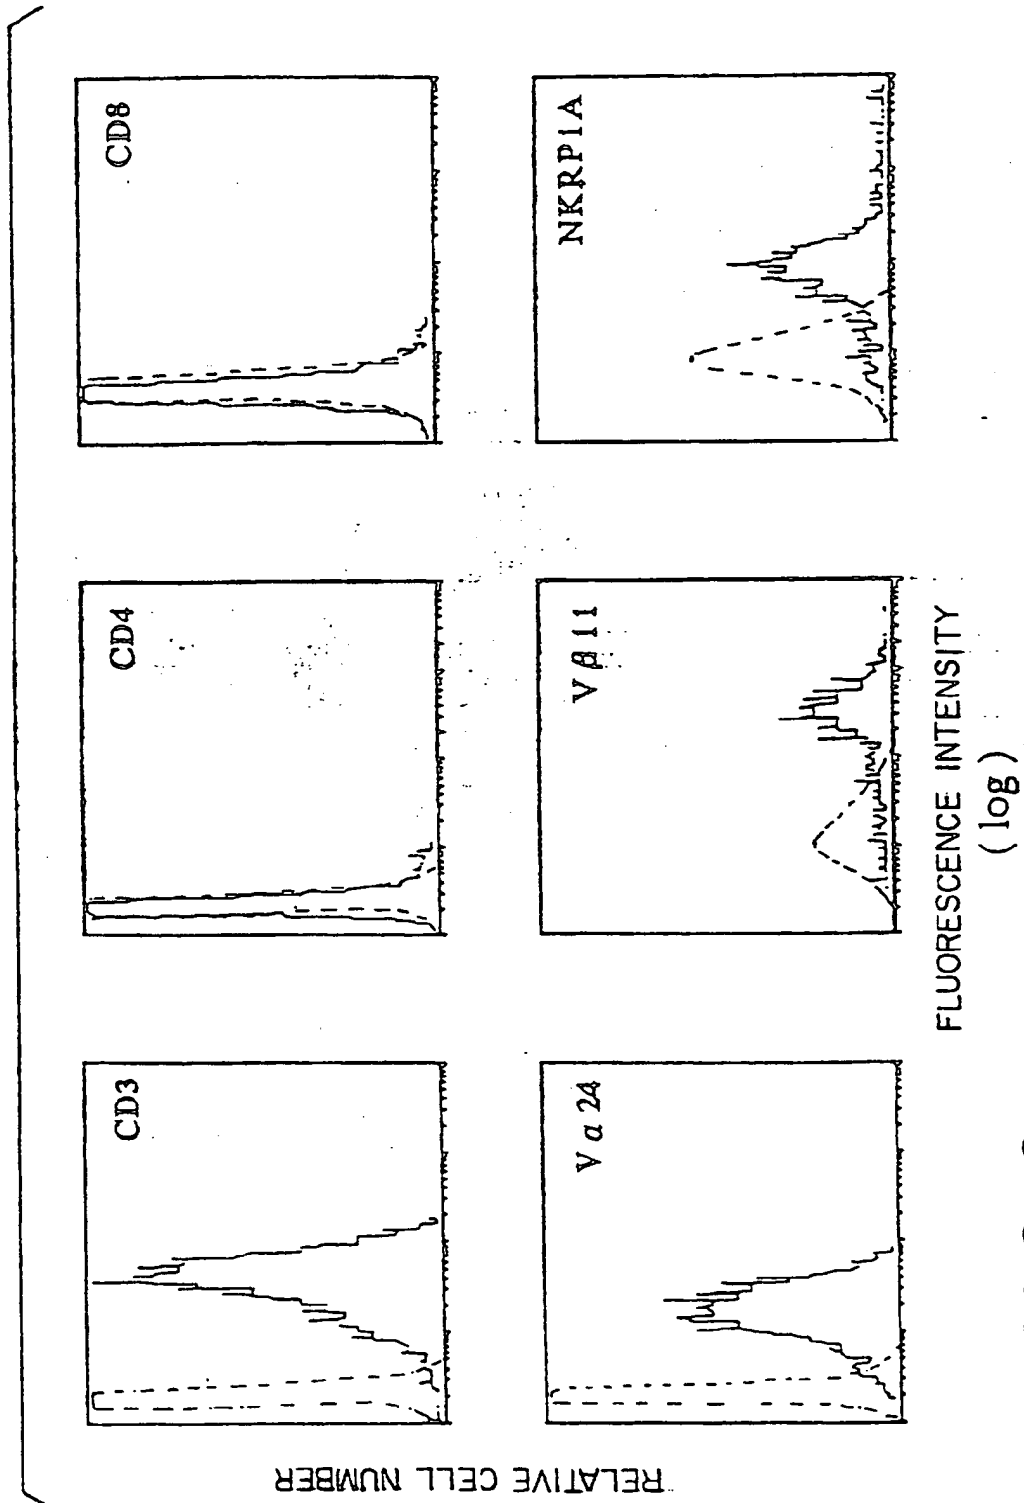 CD3
CD4
CD8
V α 24
V β 11
NKRP1A
RELATIVE CELL NUMBER
FLUORESCENCE INTENSITY
( log )